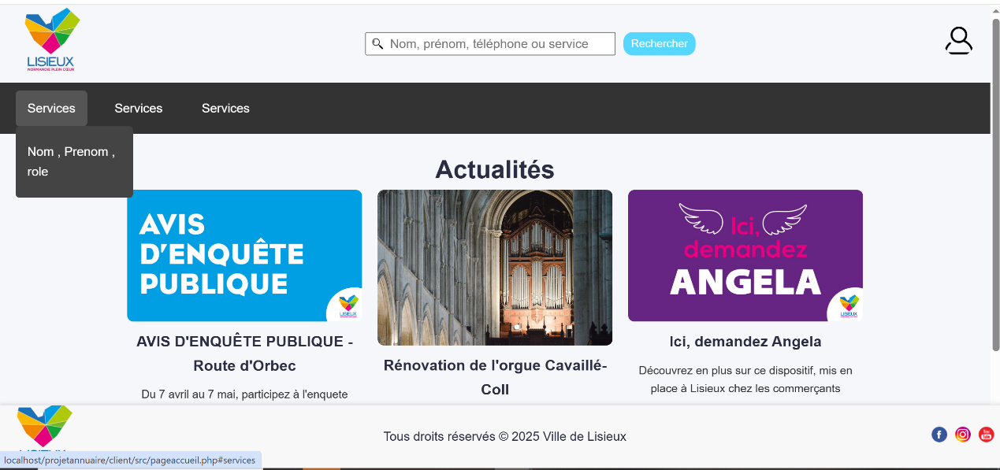 LISIEUX
NORMANDIE PLEIN CŒUR
Nom, prénom, téléphone ou service
Rechercher
Services
Services
Services
Nom , Prenom ,
role
Actualités
AVIS
D'ENQUÊTE
PUBLIQUE
LISIEUX
Ici,
demandez
ANGELA
LISIEUX
AVIS D'ENQUÊTE PUBLIQUE -
Route d'Orbec
Du 7 avril au 7 mai, participez à l'enquete
Rénovation de l'orgue Cavaillé-
Coll
Ici, demandez Angela
Découvrez en plus sur ce dispositif, mis en
place à Lisieux chez les commerçants
Tous droits réservés © 2025 Ville de Lisieux
You
Tube
localhost/projetannuaire/client/src/pageaccueil.php#services